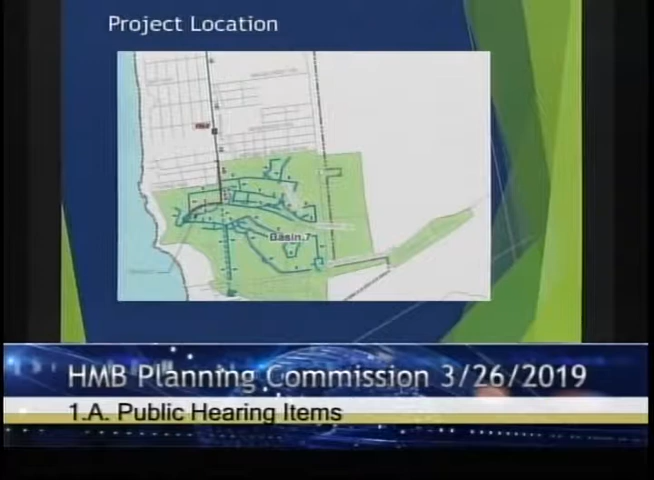 Project Location
Basin 7
HMB Planning Commission 3/26/2019
1.A. Public Hearing Items